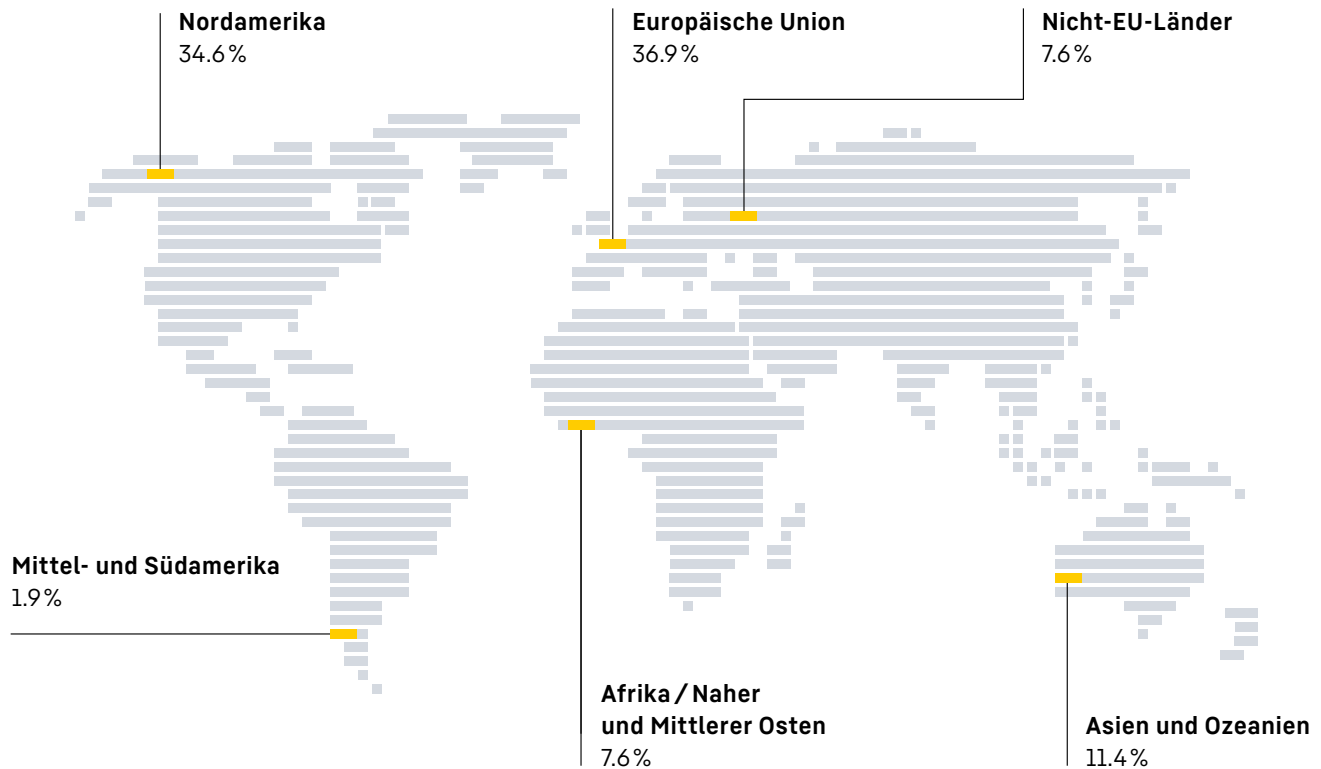 Nordamerika
34.6 %
Europäische Union
36.9 %
Nicht-EU-Länder
7.6 %
Mittel- und Südamerika
1.9 %
Afrika / Naher
und Mittlerer Osten
7.6 %
Asien und Ozeanien
11.4 %